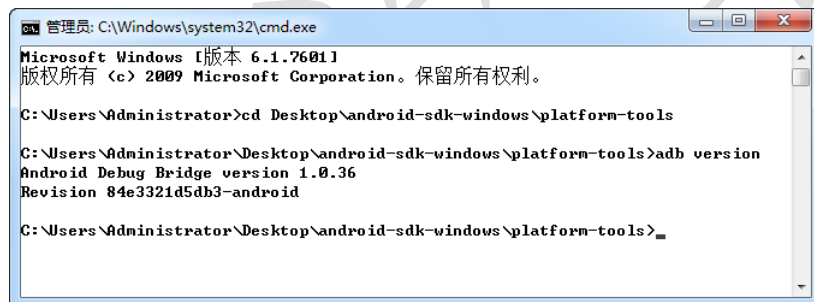 管理员: C:\Windows\system32\cmd.exe
Microsoft Windows [版本 6.1.7601]
版权所有 (c) 2009 Microsoft Corporation。保留所有权利。
C:\Users\Administrator>cd Desktop\android-sdk-windows\platform-tools
C:\Users\Administrator\Desktop\android-sdk-windows\platform-tools>adb version
Android Debug Bridge version 1.0.36
Revision 84e3321d5db3-android
C:\Users\Administrator\Desktop\android-sdk-windows\platform-tools>_